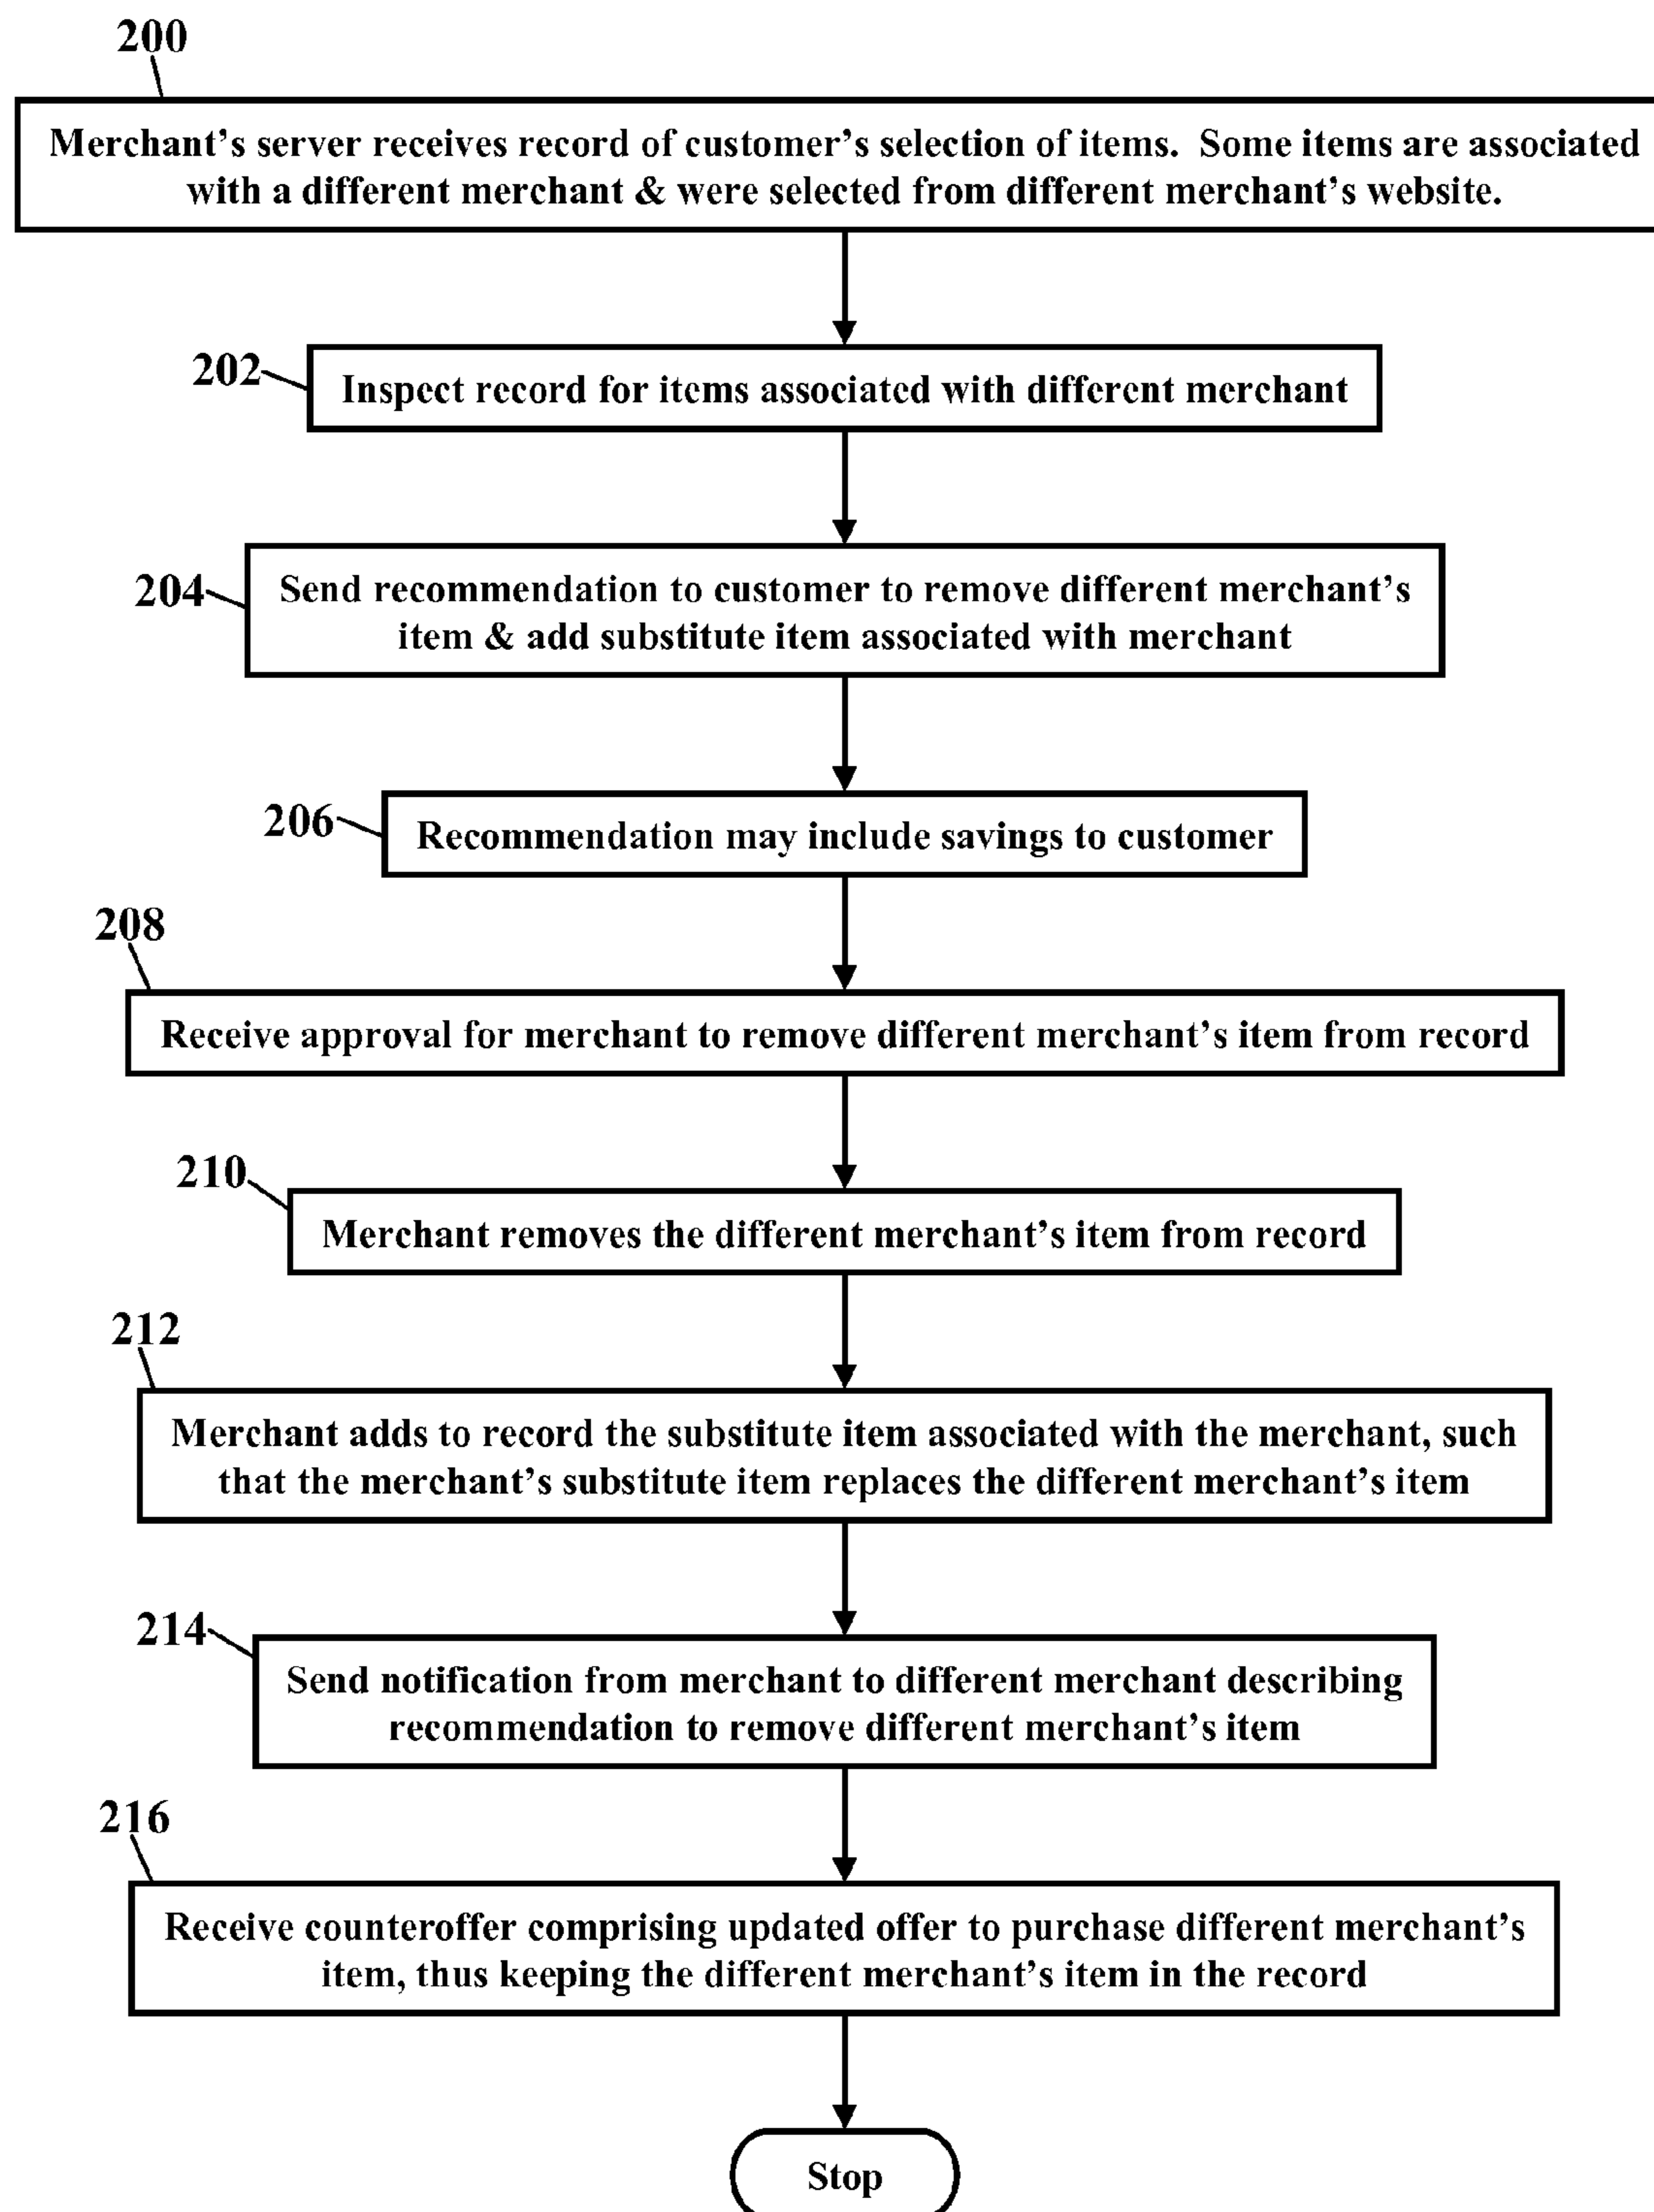 200
Merchant's server receives record of customer's selection of items.  Some items are associated
with a different merchant & were selected from different merchant's website.
202
Inspect record for items associated with different merchant
204
Send recommendation to customer to remove different merchant's
item & add substitute item associated with merchant
206
Recommendation may include savings to customer
208
Receive approval for merchant to remove different merchant's item from record
210
Merchant removes the different merchant's item from record
212
Merchant adds to record the substitute item associated with the merchant, such
that the merchant's substitute item replaces the different merchant's item
214
Send notification from merchant to different merchant describing
recommendation to remove different merchant's item
216
Receive counteroffer comprising updated offer to purchase different merchant's
item, thus keeping the different merchant's item in the record
Stop